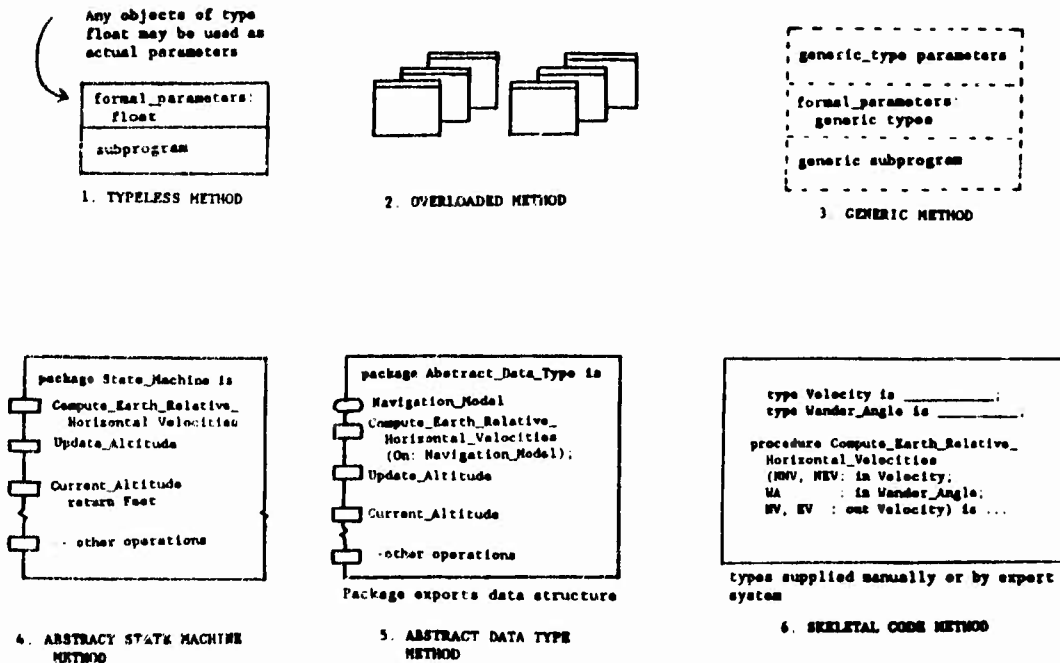 Any objects of type
float may be used as
actual parameters
formal_parameters:
float
subprogram
1. TYPELESS METHOD
2. OVERLOADED METHOD
generic_type parameters
formal_parameters:
generic types
generic subprogram
3. GENERIC METHOD
package State_Machine is
Compute_Earth_Relative_
Horizontal Velocities
Update_Altitude
Current_Altitude
return Feet
- other operations
4. ABSTRACY STATE MACHINE
METHOD
package Abstract_Data_Type is
Navigation_Model
Compute_Earth_Relative_
Horizontal_Velocities
(On: Navigation_Model);
Update_Altitude
Current_Altitude
-other operations
Package exports data structure
5. ABSTRACT DATA TYPE
METHOD
type Velocity is __________;
type Wander_Angle is _________;
procedure Compute_Earth_Relative_
Horizontal_Velocities
(NNV, NEV: in Velocity;
WA : in Wander_Angle;
NV, EV : out Velocity) is ...
types supplied manually or by expert
system
6. SKELETAL CODE METHOD